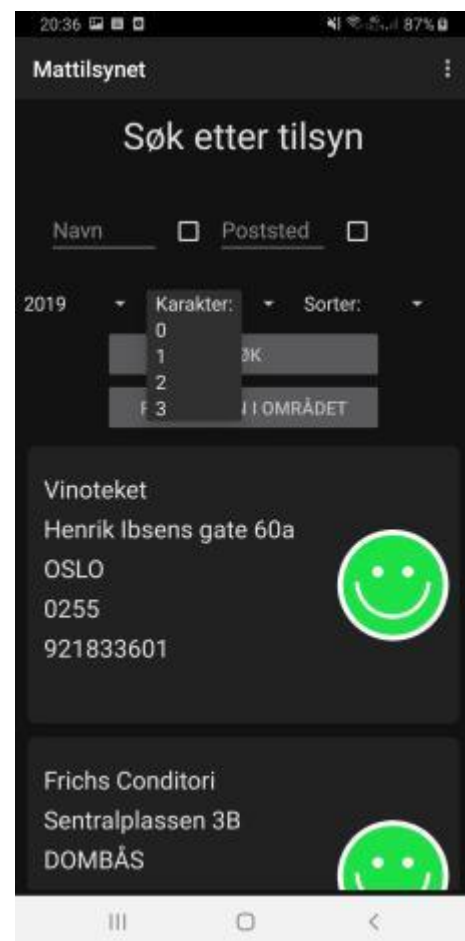 20:36 87%
Mattilsynet
Søk etter tilsyn
Navn Poststed
2019 Karakter: Sorter:
0
1 ØK
2
3 I OMRÅDET
Vinoteket
Henrik Ibsens gate 60a
OSLO
0255
921833601
Frichs Conditori
Sentralplassen 3B
DOMBÅS